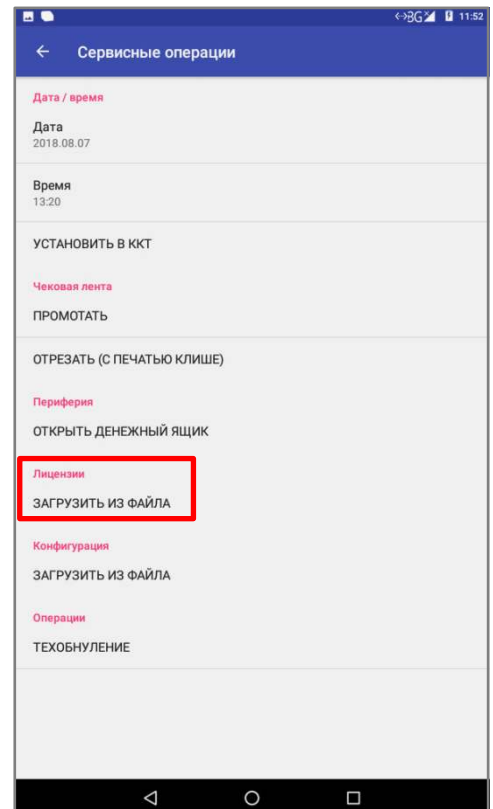 3G 11:52
Сервисные операции
Дата / время
Дата
2018.08.07
Время
13:20
УСТАНОВИТЬ В ККТ
Чековая лента
ПРОМОТАТЬ
ОТРЕЗАТЬ (С ПЕЧАТЬЮ КЛИШЕ)
Периферия
ОТКРЫТЬ ДЕНЕЖНЫЙ ЯЩИК
Лицензии
ЗАГРУЗИТЬ ИЗ ФАЙЛА
Конфигурация
ЗАГРУЗИТЬ ИЗ ФАЙЛА
Операции
ТЕХОБНУЛЕНИЕ